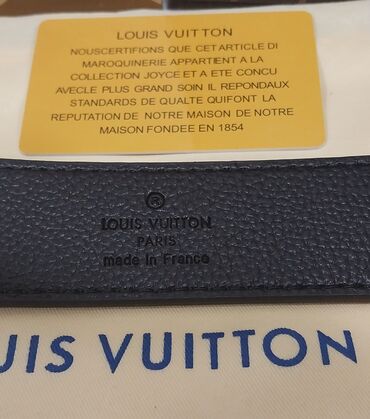 LOUIS VUITTON
NOUSCERTIFIONS QUE CETARTICLE DI
MAROQUINERIE APPARTIENT A LA
COLLECTION JOYCE ET A ETE CONCU
AVECLE PLUS GRAND SOIN IL REPONDAUX
STANDARDS DE QUALTE QUIFONT LA
REPUTATION DE NOTRE MAISON DE NOTRE
MAISON FONDEE EN 1854
®
LOUIS VUITTON
PARIS
made in France
UIS VUITTON